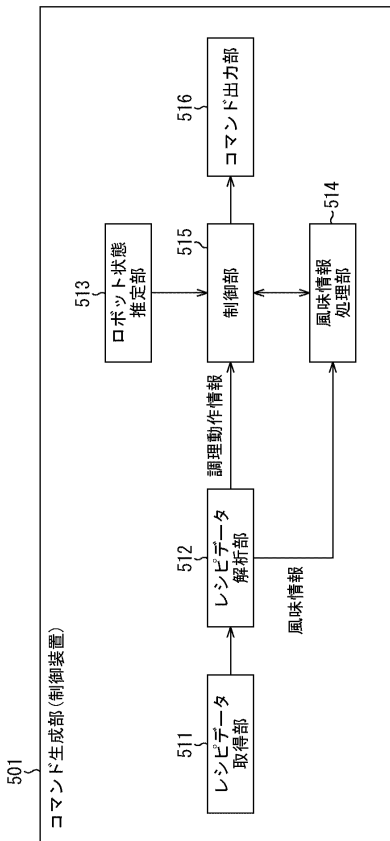 501
コマンド生成部(制御装置)
511
レシピデータ
取得部
512
レシピデータ
解析部
調理動作情報
風味情報
513
ロボット状態
推定部
515
制御部
514
風味情報
処理部
516
コマンド出力部